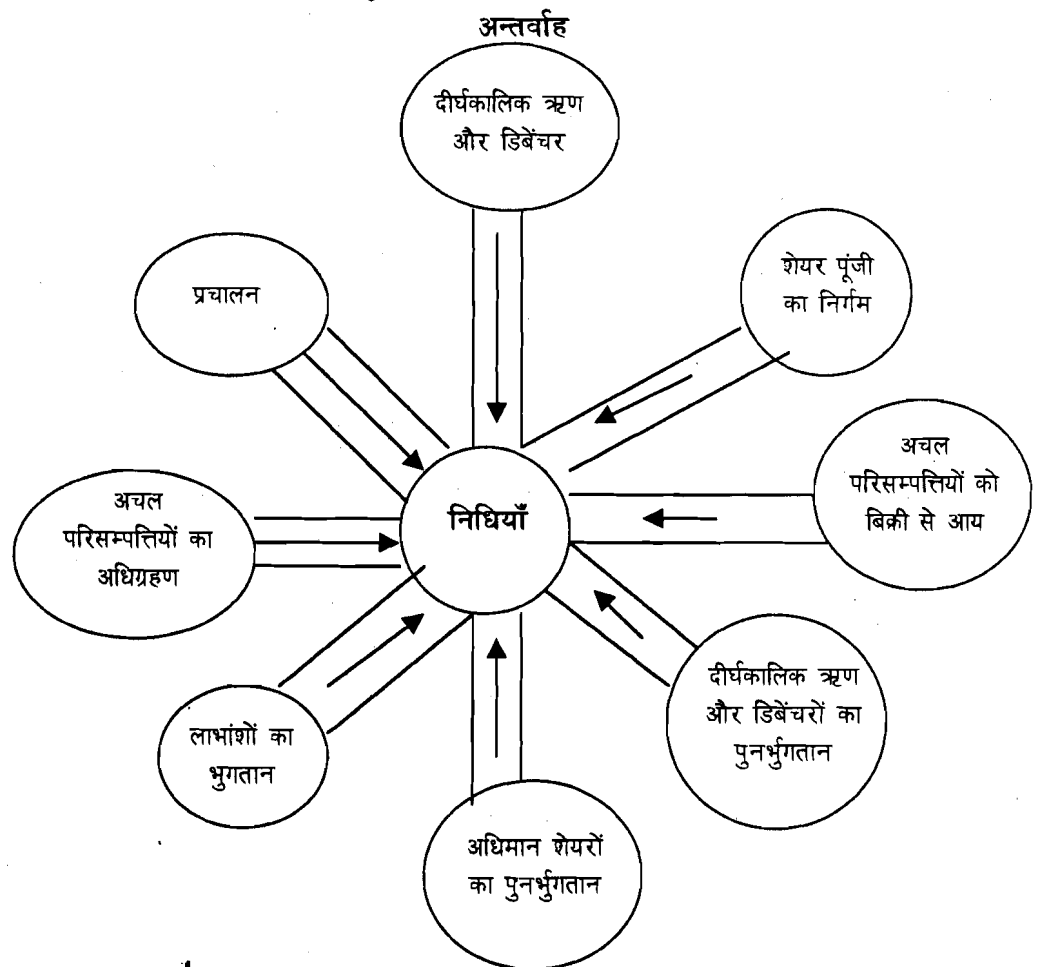 अन्तर्वाह
दीर्घकालिक ऋण
और डिबेंचर
शेयर पूंजी
का निर्गम
प्रचालन
अचल
परिसम्पत्तियों को
बिक्री से आय
निधियाँ
अचल
परिसम्पत्तियों का
अधिग्रहण
दीर्घकालिक ऋण
और डिबेंचरों का
पुनर्भुगतान
लाभांशों का
भुगतान
अधिमान शेयरों
का पुनर्भुगतान